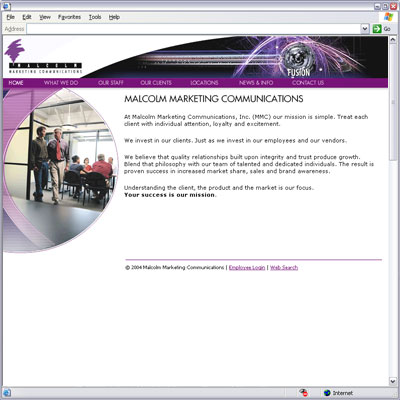 File Edit View Favorites Tools Help
Address
Go
MALCOLM
MARKETING COMMUNICATIONS
FUSION
HOME WHAT WE DO OUR STAFF OUR CLIENTS LOCATIONS NEWS & INFO CONTACT US
MALCOLM MARKETING COMMUNICATIONS
At Malcolm Marketing Communications, Inc. (MMC) our mission is simple. Treat each
client with individual attention, loyalty and excitement.
We invest in our clients. Just as we invest in our employees and our vendors.
We believe that quality relationships built upon integrity and trust produce growth.
Blend that philosophy with our team of talented and dedicated individuals. The result is
proven success in increased market share, sales and brand awareness.
Understanding the client, the product and the market is our focus.
Your success is our mission.
© 2004 Malcolm Marketing Communications | Employee Login | Web Search
Internet